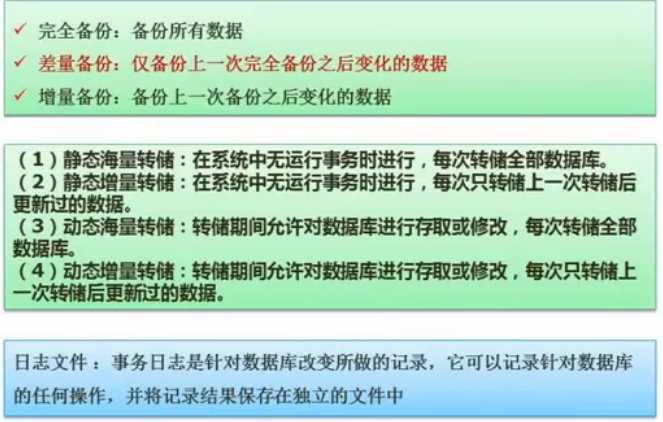 ✓ 完全备份：备份所有数据
✓ 差量备份：仅备份上一次完全备份之后变化的数据
✓ 增量备份：备份上一次备份之后变化的数据
（1）静态海量转储：在系统中无运行事务时进行，每次转储全部数据库。
（2）静态增量转储：在系统中无运行事务时进行，每次只转储上一次转储后
更新过的数据。
（3）动态海量转储：转储期间允许对数据库进行存取或修改，每次转储全部
数据库。
（4）动态增量转储：转储期间允许对数据库进行存取或修改，每次只转储上
一次转储后更新过的数据。
日志文件：事务日志是针对数据库改变所做的记录，它可以记录针对数据库
的任何操作，并将记录结果保存在独立的文件中